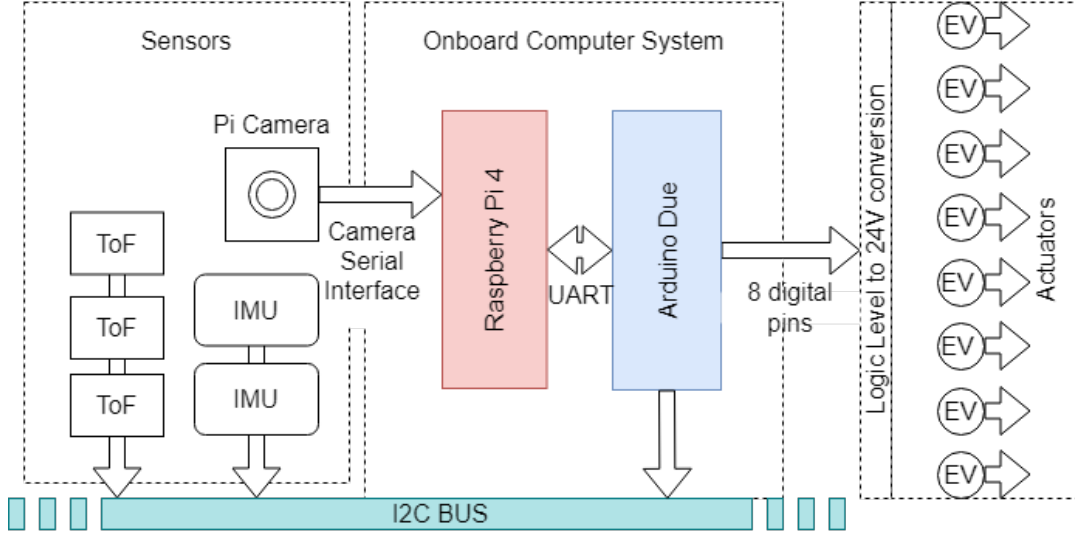 Sensors
Onboard Computer System
Pi Camera
Camera
Serial
Interface
ToF
ToF
ToF
IMU
IMU
Raspberry Pi 4
UART
Arduino Due
8 digital
pins
Logic Level to 24V conversion
EV
EV
EV
EV
EV
EV
EV
EV
Actuators
I2C BUS